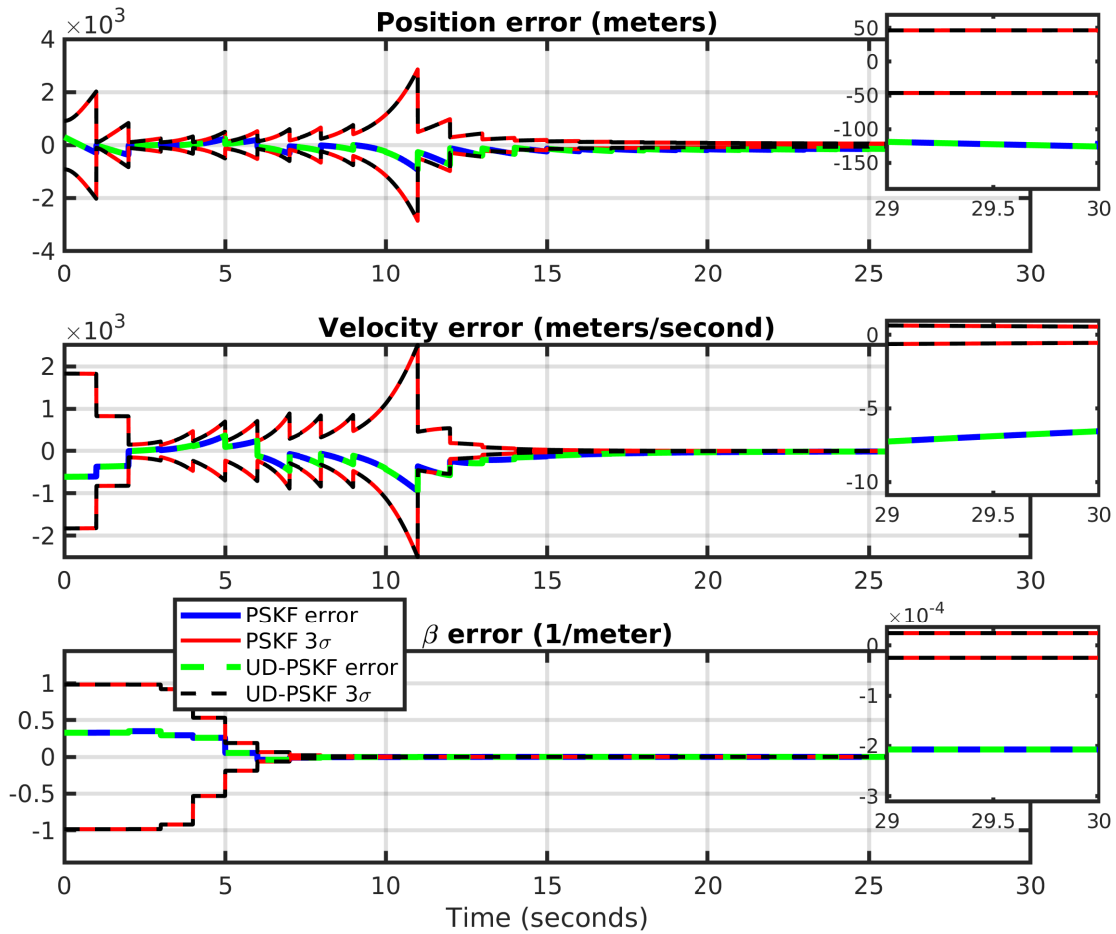 ×10³
Position error (meters)
4
2
0
-2
-4
0 5 10 15 20 25 30
50
0
-50
-100
-150
29 29.5 30
×10³
Velocity error (meters/second)
2
1
0
-1
-2
0 5 10 15 20 25 30
0
-5
-10
29 29.5 30
PSKF error
PSKF 3σ
UD-PSKF error
UD-PSKF 3σ
β error (1/meter)
1
0.5
0
-0.5
-1
0 5 10 15 20 25 30
×10⁻⁴
0
-1
-2
-3
29 29.5 30
Time (seconds)